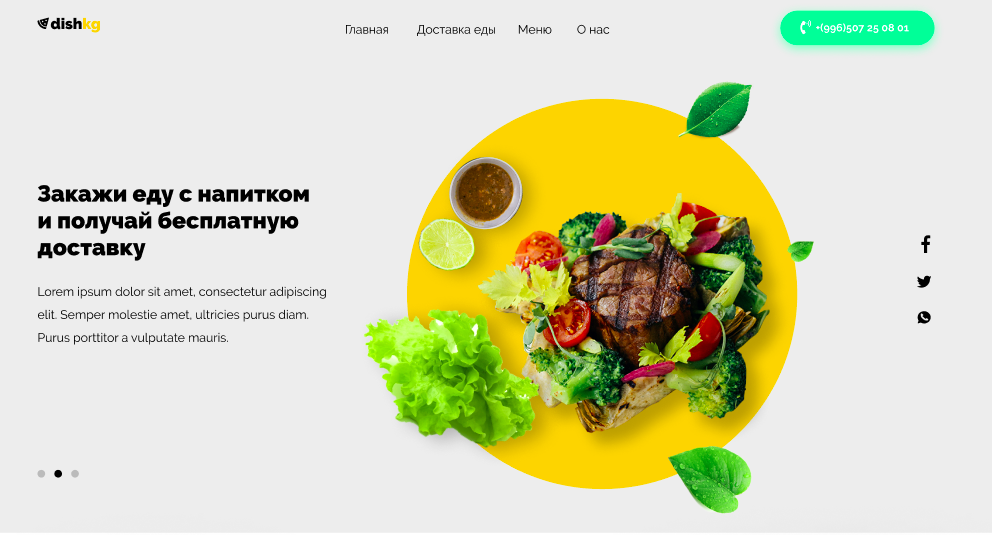 dishkg
Главная Доставка еды Меню О нас
+(996)507 25 08 01
Закажи еду с напитком
и получай бесплатную
доставку
Lorem ipsum dolor sit amet, consectetur adipiscing
elit. Semper molestie amet, ultricies purus diam.
Purus porttitor a vulputate mauris.